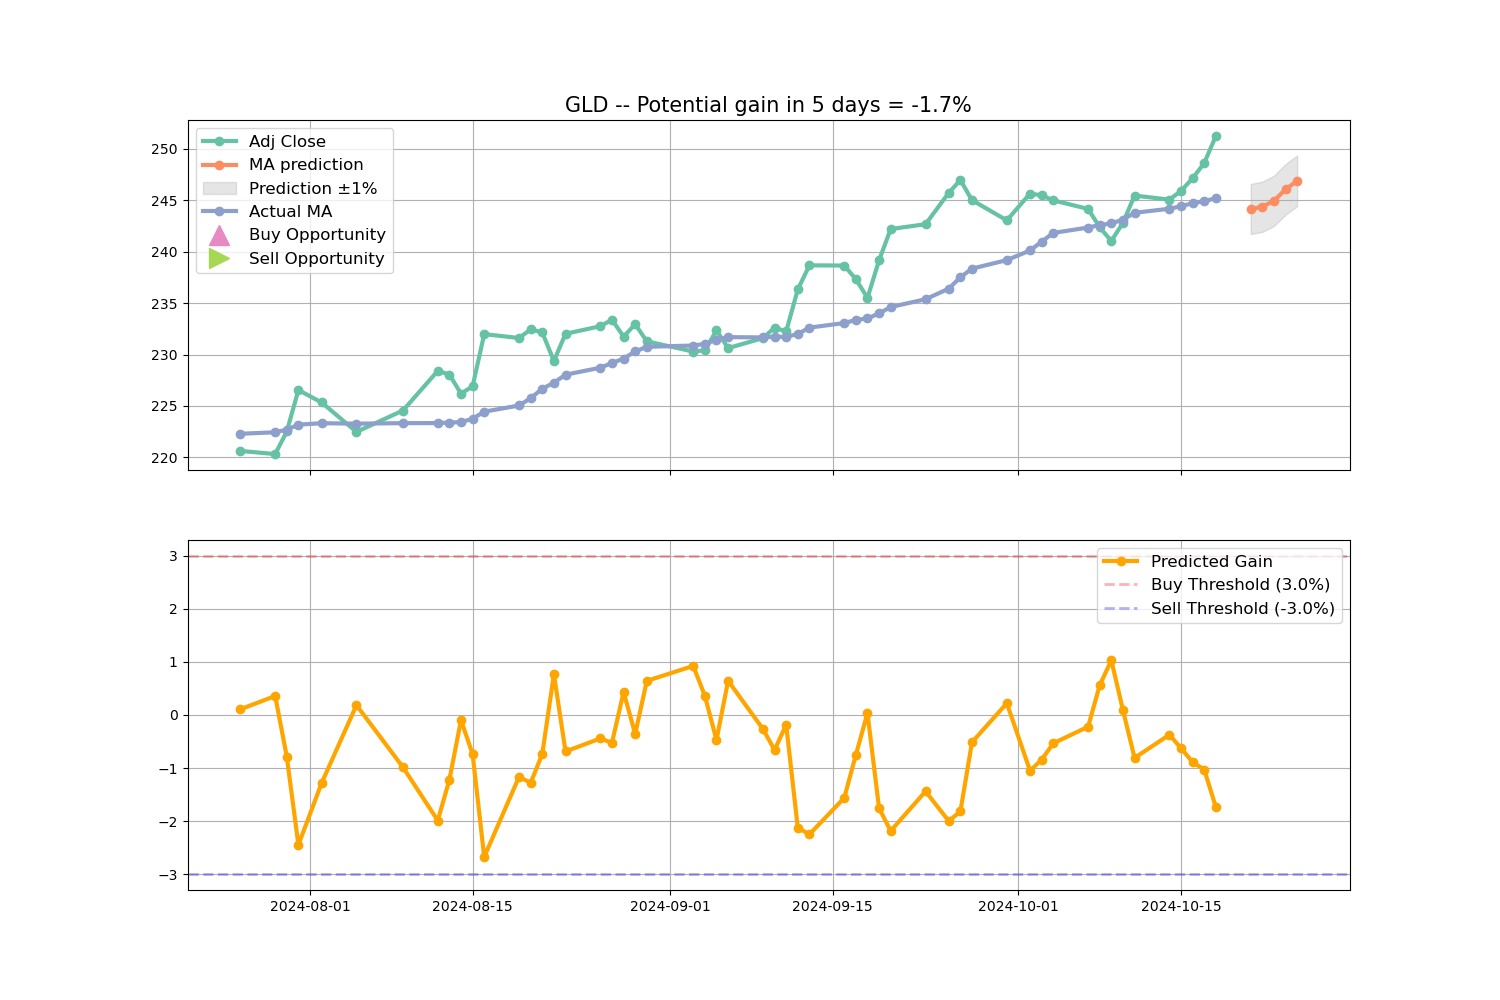 GLD -- Potential gain in 5 days = -1.7%
Adj Close
MA prediction
Prediction ±1%
Actual MA
Buy Opportunity
Sell Opportunity
250
245
240
235
230
225
220
Predicted Gain
Buy Threshold (3.0%)
Sell Threshold (-3.0%)
3
2
1
0
−1
−2
−3
2024-08-01
2024-08-15
2024-09-01
2024-09-15
2024-10-01
2024-10-15